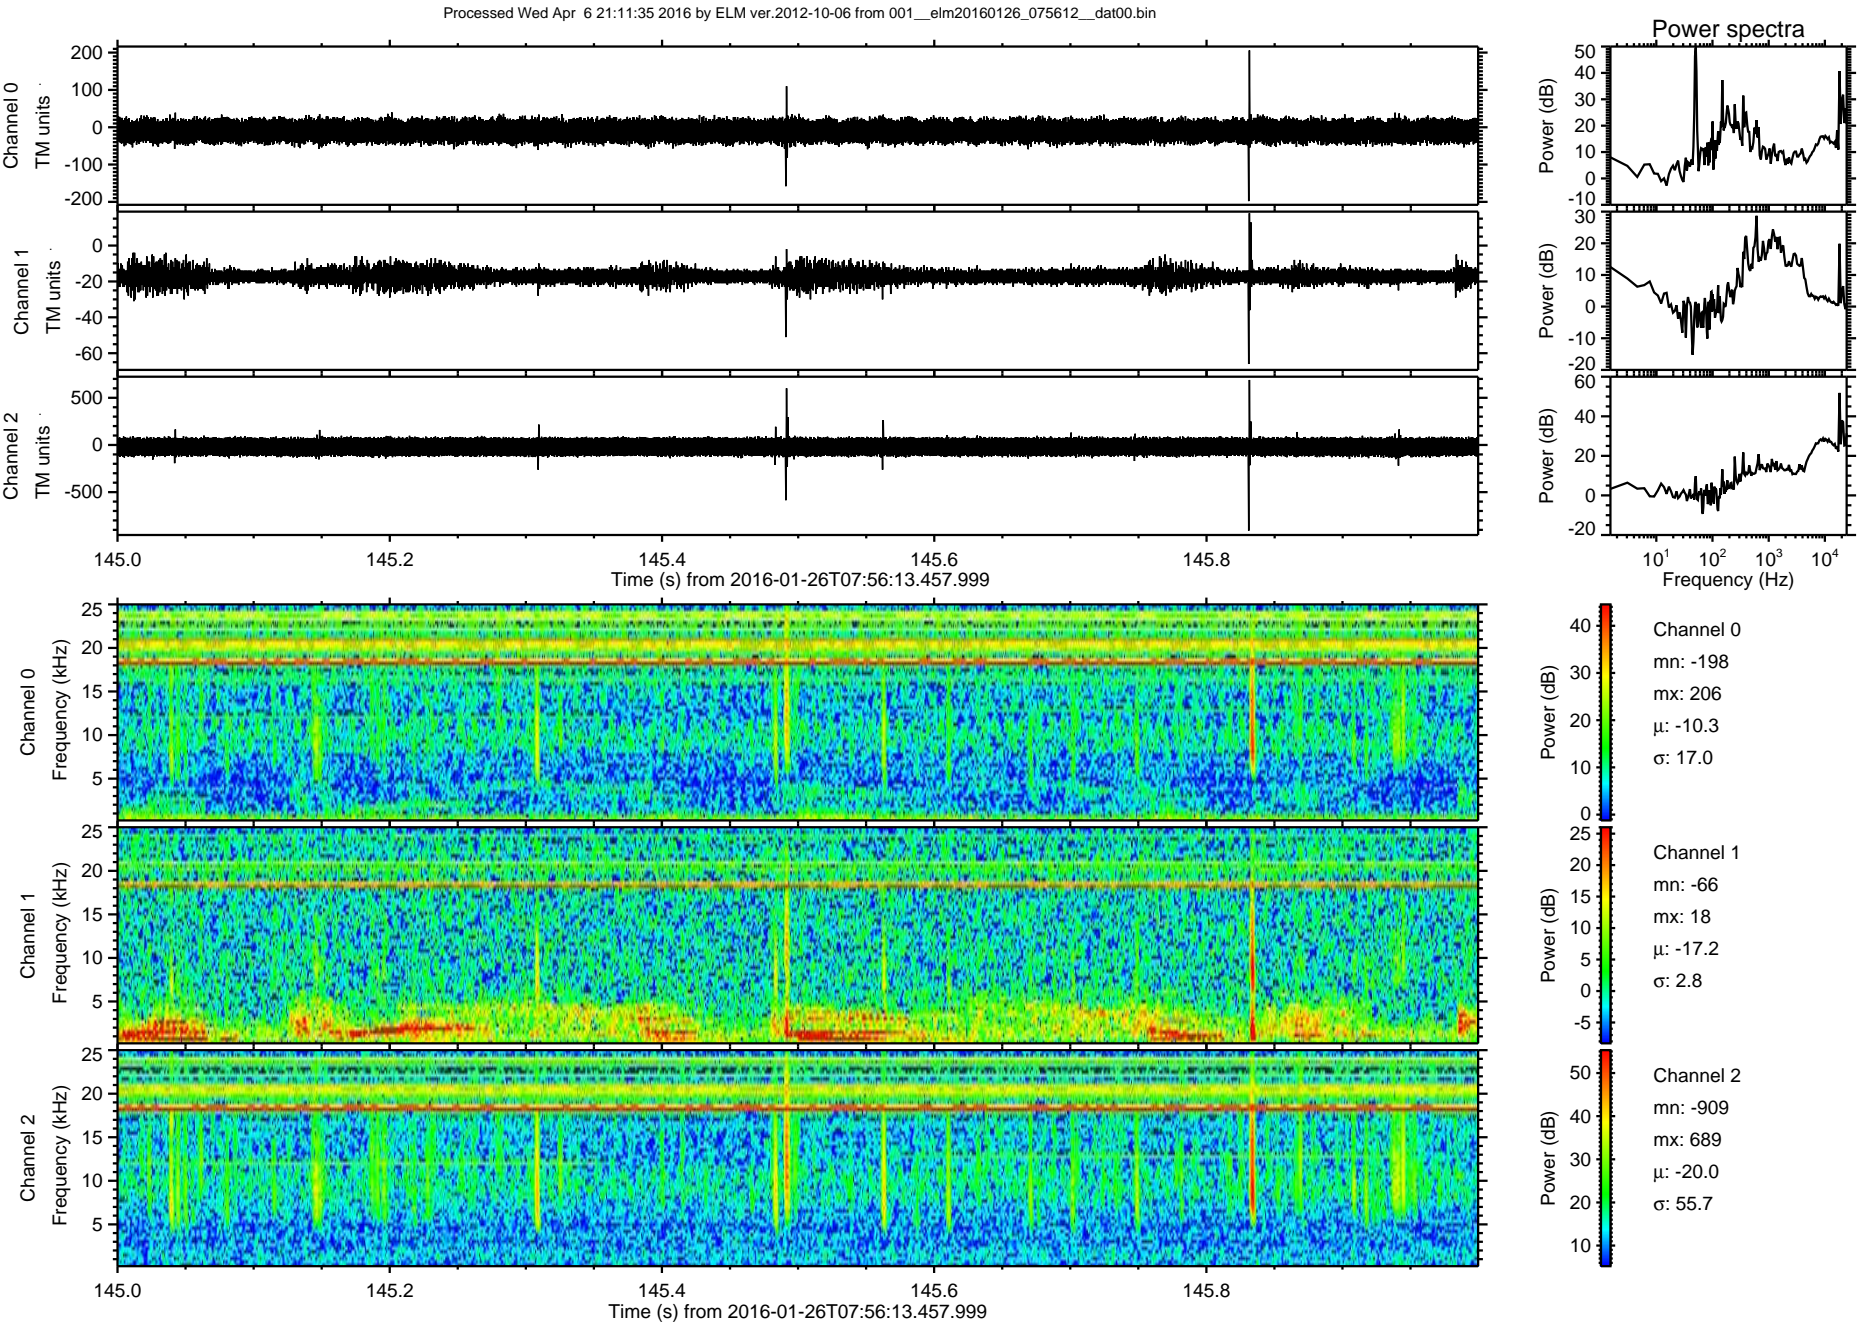 Processed Wed Apr  6 21:11:35 2016 by ELM ver.2012-10-06 from 001__elm20160126_075612__dat00.bin
Power spectra
Channel 0
TM units
200
100
0
-100
-200
Power (dB)
50
40
30
20
10
0
-10
Channel 1
TM units
0
-20
-40
-60
Power (dB)
30
20
10
0
-10
-20
Channel 2
TM units
500
0
-500
Power (dB)
60
40
20
0
-20
145.0 145.2 145.4 145.6 145.8
Time (s) from 2016-01-26T07:56:13.457.999
10¹ 10² 10³ 10⁴
Frequency (Hz)
Channel 0
Frequency (kHz)
25
20
15
10
5
Power (dB)
40
30
20
10
0
Channel 0
mn: -198
mx: 206
μ: -10.3
σ: 17.0
Channel 1
Frequency (kHz)
25
20
15
10
5
Power (dB)
25
20
15
10
5
0
-5
Channel 1
mn: -66
mx: 18
μ: -17.2
σ: 2.8
Channel 2
Frequency (kHz)
25
20
15
10
5
Power (dB)
50
40
30
20
10
Channel 2
mn: -909
mx: 689
μ: -20.0
σ: 55.7
145.0 145.2 145.4 145.6 145.8
Time (s) from 2016-01-26T07:56:13.457.999